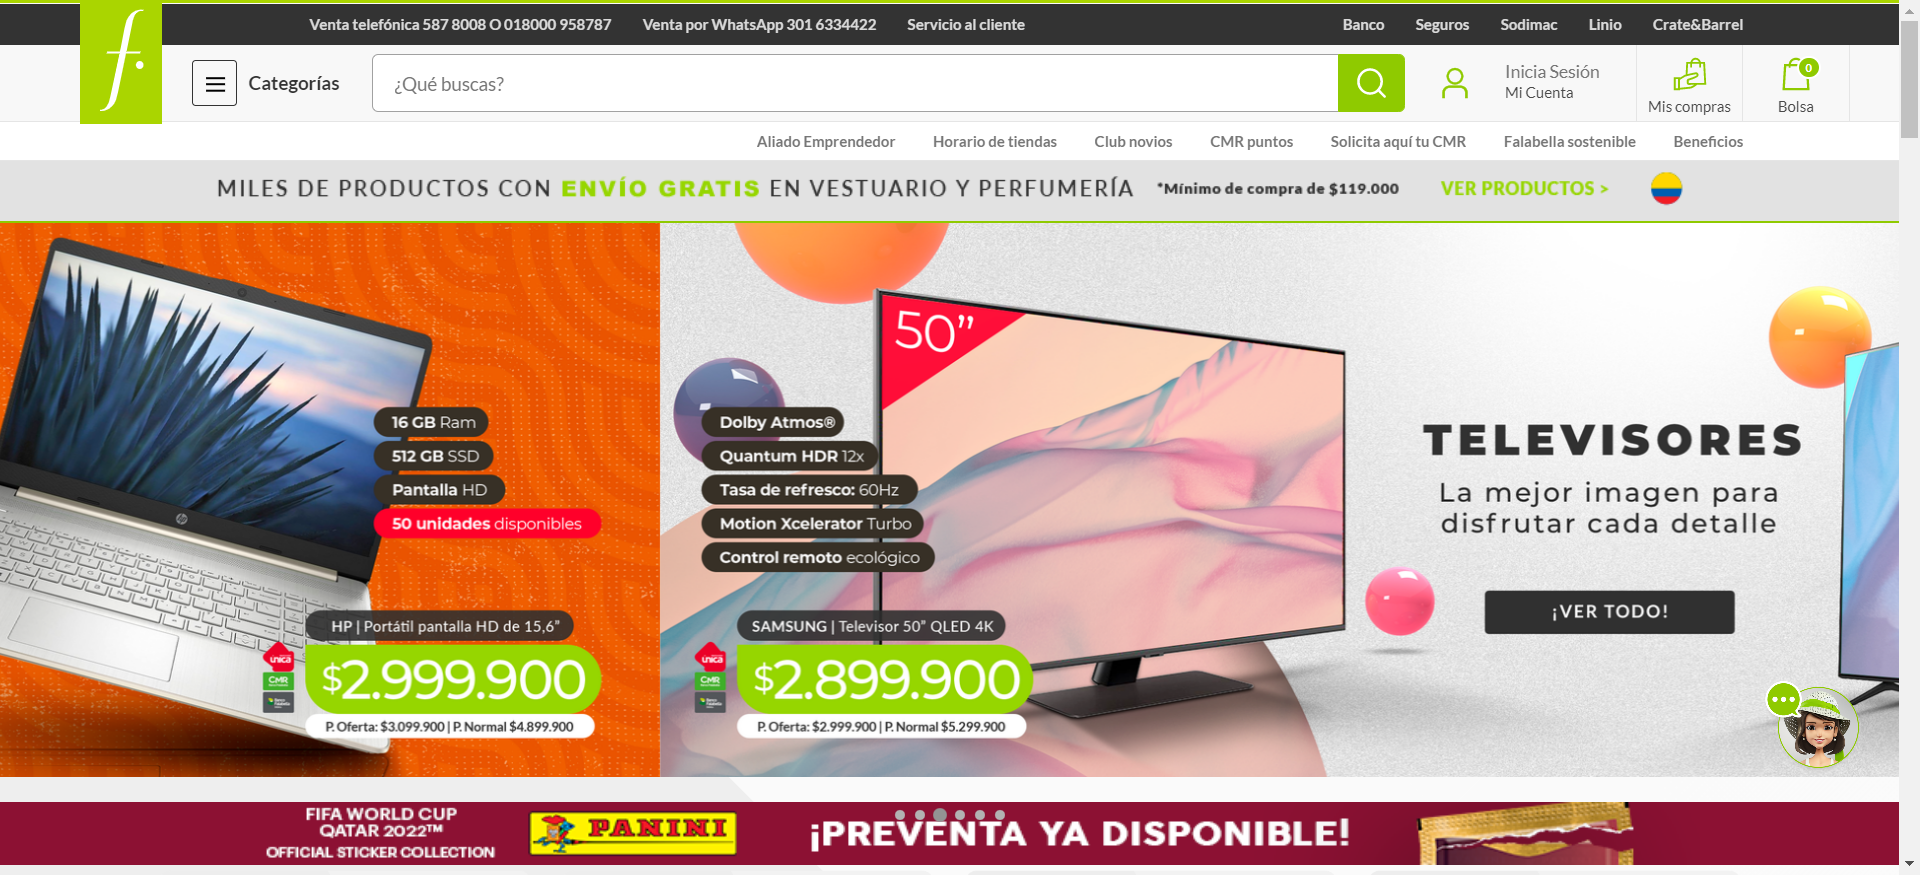 Venta telefónica 587 8008 O 018000 958787
Venta por WhatsApp 301 6334422
Servicio al cliente
Banco
Seguros
Sodimac
Linio
Crate&Barrel
f.
Categorías
¿Qué buscas?
Inicia Sesión
Mi Cuenta
Mis compras
0
Bolsa
Aliado Emprendedor
Horario de tiendas
Club novios
CMR puntos
Solicita aquí tu CMR
Falabella sostenible
Beneficios
MILES DE PRODUCTOS CON ENVÍO GRATIS EN VESTUARIO Y PERFUMERÍA
*Mínimo de compra de $119.000
VER PRODUCTOS >
16 GB Ram
512 GB SSD
Pantalla HD
50 unidades disponibles
HP | Portátil pantalla HD de 15,6”
única
CMR
$2.999.900
P. Oferta: $3.099.900 | P. Normal $4.899.900
50”
Dolby Atmos®
Quantum HDR 12x
Tasa de refresco: 60Hz
Motion Xcelerator Turbo
Control remoto ecológico
SAMSUNG | Televisor 50” QLED 4K
única
CMR
$2.899.900
P. Oferta: $2.999.900 | P. Normal $5.299.900
TELEVISORES
La mejor imagen para
disfrutar cada detalle
¡VER TODO!
FIFA WORLD CUP
QATAR 2022™
OFFICIAL STICKER COLLECTION
PANINI
¡PREVENTA YA DISPONIBLE!